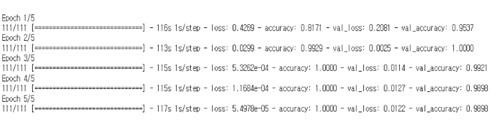 Epoch 1/5
111/111 [==============================] - 116s 1s/step - loss: 0.4269 - accuracy: 0.8171 - val_loss: 0.2081 - val_accuracy: 0.9537
Epoch 2/5
111/111 [==============================] - 113s 1s/step - loss: 0.0299 - accuracy: 0.9929 - val_loss: 0.0025 - val_accuracy: 1.0000
Epoch 3/5
111/111 [==============================] - 115s 1s/step - loss: 5.3262e-04 - accuracy: 1.0000 - val_loss: 0.0114 - val_accuracy: 0.9921
Epoch 4/5
111/111 [==============================] - 115s 1s/step - loss: 1.1684e-04 - accuracy: 1.0000 - val_loss: 0.0127 - val_accuracy: 0.9898
Epoch 5/5
111/111 [==============================] - 117s 1s/step - loss: 5.4978e-05 - accuracy: 1.0000 - val_loss: 0.0122 - val_accuracy: 0.9898